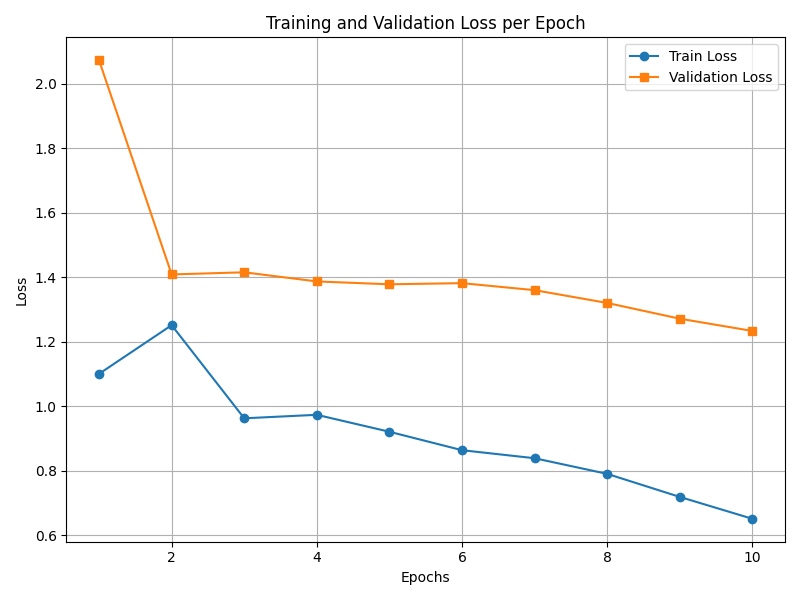 Training and Validation Loss per Epoch
Train Loss
Validation Loss
2.0
1.8
1.6
1.4
1.2
1.0
0.8
0.6
Loss
2 4 6 8 10
Epochs